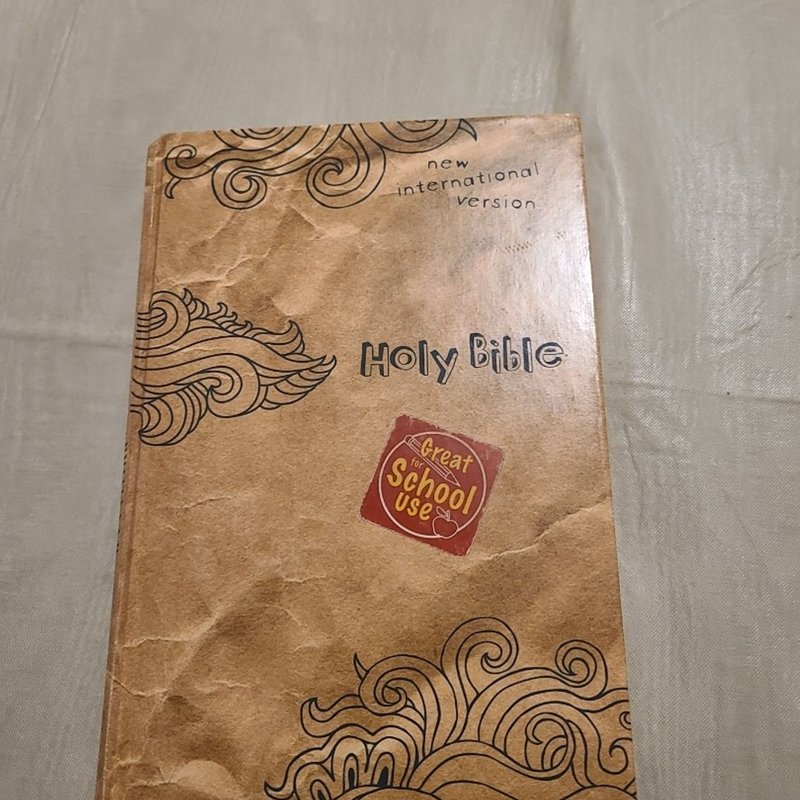 new
international
version
Holy Bible
Great
for
School
use